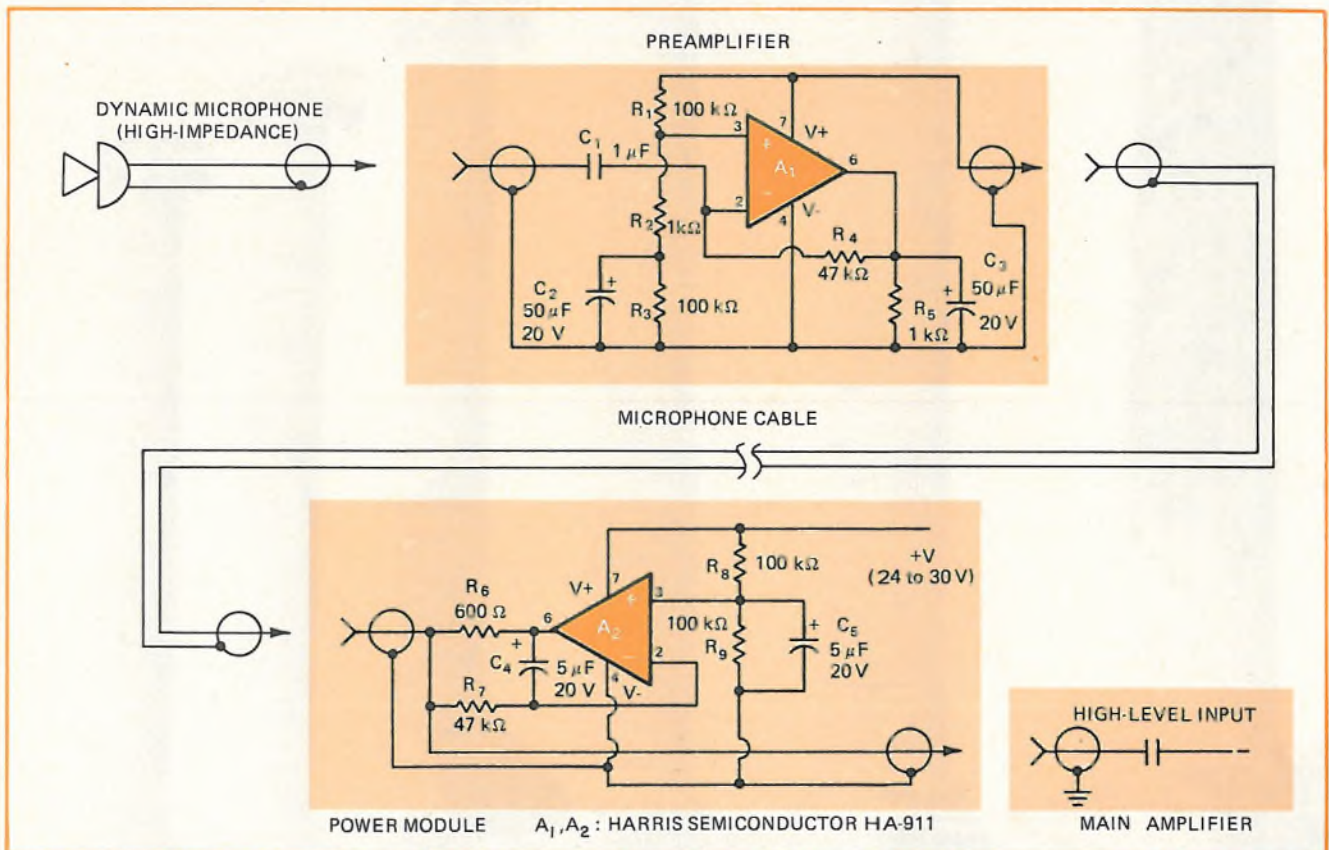 PREAMPLIFIER
DYNAMIC MICROPHONE
(HIGH-IMPEDANCE)
R1 100 kΩ
C1
1 µF
3
7
V+
+
A1
6
2
−
4
V-
R2
1kΩ
R4
47 kΩ
C2
50 µF
20 V
+
R3
100 kΩ
R5
1 kΩ
C3
+
50 µF
20V
MICROPHONE CABLE
R8 100 kΩ
+V
(24 to 30 V)
R6
600 Ω
V+
7
3
+
6
A2
−
2
4
V-
100 kΩ
R9
+
C5
5 µF
20V
+
C4
5 µF
20V
R7
47 kΩ
HIGH-LEVEL INPUT
POWER MODULE A1,A2 : HARRIS SEMICONDUCTOR HA-911
MAIN AMPLIFIER